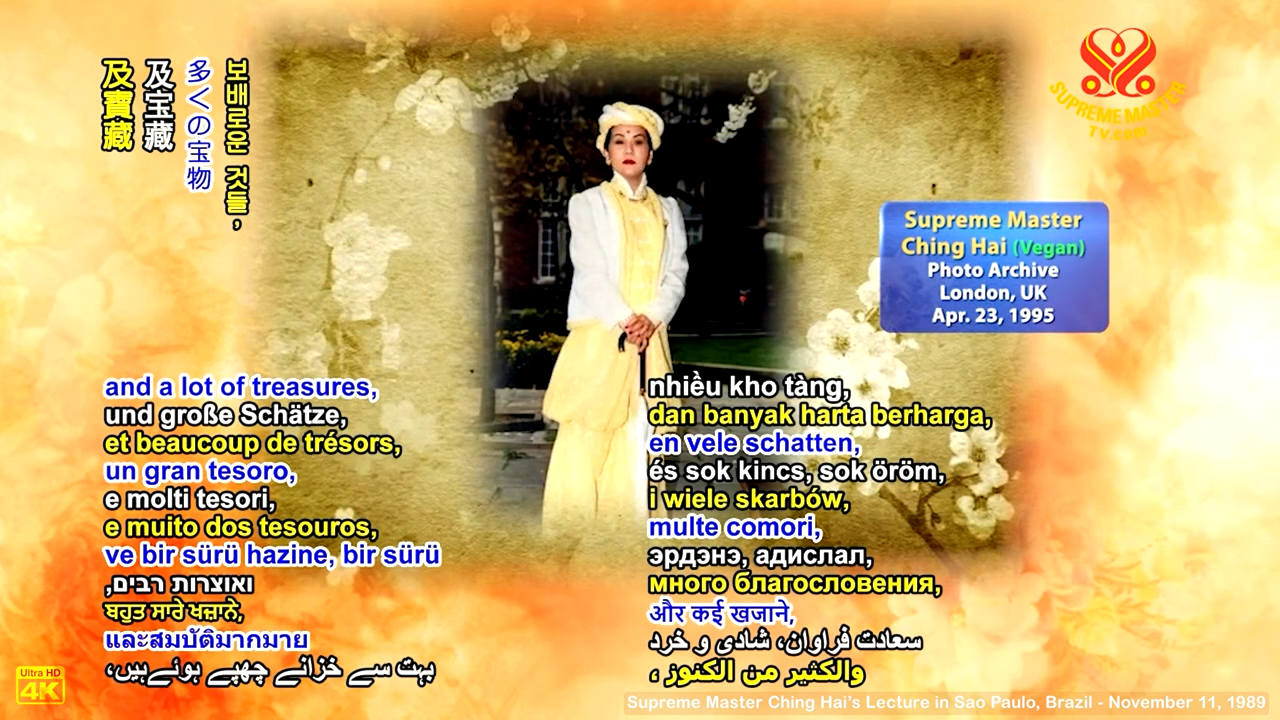 及寶藏
及宝藏
多くの宝物
보배로운 것들,
SUPREME MASTER
TV.com
Supreme Master
Ching Hai (Vegan)
Photo Archive
London, UK
Apr. 23, 1995
and a lot of treasures,
und große Schätze,
et beaucoup de trésors,
un gran tesoro,
e molti tesori,
e muito dos tesouros,
ve bir sürü hazine, bir sürü
ואוצרות רבים,
ਬਹੁਤ ਸਾਰੇ ਖਜ਼ਾਨੇ,
และสมบัติมากมาย
بہت سے خزانے چھپے ہوئے ہیں،
nhiều kho tàng,
dan banyak harta berharga,
en vele schatten,
és sok kincs, sok öröm,
i wiele skarbów,
multe comori,
эрдэнэ, адислал,
много благословения,
और कई खजाने,
سعادت فراوان، شادی و خرد
والكثير من الكنوز ،
Ultra HD
4K
Supreme Master Ching Hai's Lecture in Sao Paulo, Brazil - November 11, 1989